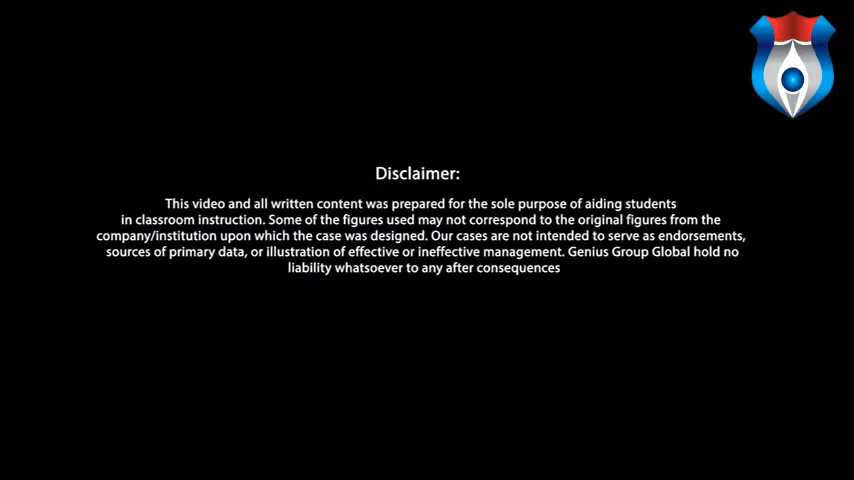 Disclaimer:
This video and all written content was prepared for the sole purpose of aiding students
in classroom instruction. Some of the figures used may not correspond to the original figures from the
company/institution upon which the case was designed. Our cases are not intended to serve as endorsements,
sources of primary data, or illustration of effective or ineffective management. Genius Group Global hold no
liability whatsoever to any after consequences